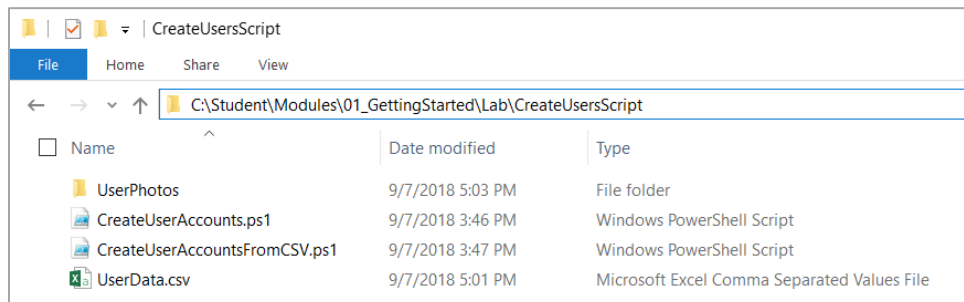 CreateUsersScript
File Home Share View
C:\Student\Modules\01_GettingStarted\Lab\CreateUsersScript
Name Date modified Type
UserPhotos 9/7/2018 5:03 PM File folder
CreateUserAccounts.ps1 9/7/2018 3:46 PM Windows PowerShell Script
CreateUserAccountsFromCSV.ps1 9/7/2018 3:47 PM Windows PowerShell Script
UserData.csv 9/7/2018 5:01 PM Microsoft Excel Comma Separated Values File